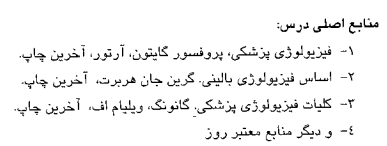 منابع اصلی درس:
۱- فیزیولوژی پزشکی، پروفسور گایتون، آرتور، آخرین چاپ.
۲- اساس فیزیولوژی بالینی. گرین جان هربرت، آخرین چاپ.
۳- کلیات فیزیولوژی پزشکی. گانونگ، ویلیام اف، آخرین چاپ.
٤- و دیگر منابع معتبر روز